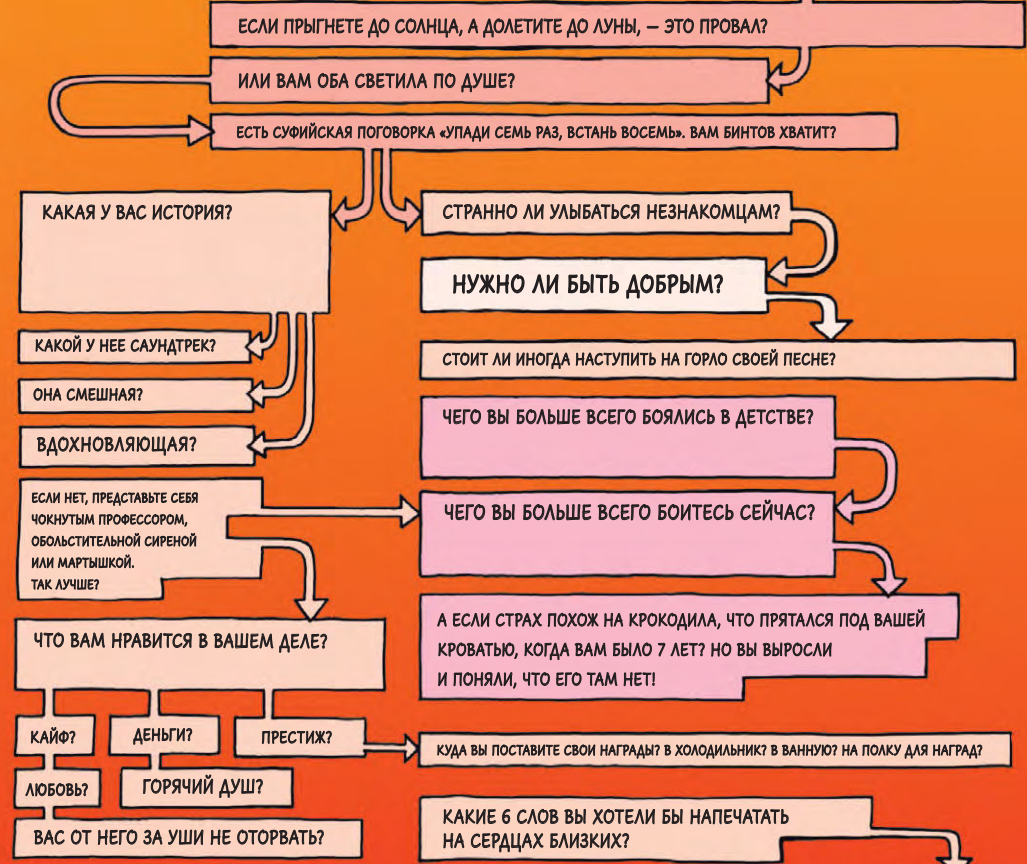 ЕСЛИ ПРЫГНЕТЕ ДО СОЛНЦА, А ДОЛЕТИТЕ ДО ЛУНЫ, — ЭТО ПРОВАЛ?
ИЛИ ВАМ ОБА СВЕТИЛА ПО ДУШЕ?
ЕСТЬ СУФИЙСКАЯ ПОГОВОРКА «УПАДИ СЕМЬ РАЗ, ВСТАНЬ ВОСЕМЬ». ВАМ БИНТОВ ХВАТИТ?
КАКАЯ У ВАС ИСТОРИЯ?
КАКОЙ У НЕЕ САУНДТРЕК?
ОНА СМЕШНАЯ?
ВДОХНОВЛЯЮЩАЯ?
ЕСЛИ НЕТ, ПРЕДСТАВЬТЕ СЕБЯ
ЧОКНУТЫМ ПРОФЕССОРОМ,
ОБОЛЬСТИТЕЛЬНОЙ СИРЕНОЙ
ИЛИ МАРТЫШКОЙ.
ТАК ЛУЧШЕ?
ЧТО ВАМ НРАВИТСЯ В ВАШЕМ ДЕЛЕ?
КАЙФ?
ДЕНЬГИ?
ПРЕСТИЖ?
ЛЮБОВЬ?
ГОРЯЧИЙ ДУШ?
ВАС ОТ НЕГО ЗА УШИ НЕ ОТОРВАТЬ?
СТРАННО ЛИ УЛЫБАТЬСЯ НЕЗНАКОМЦАМ?
НУЖНО ЛИ БЫТЬ ДОБРЫМ?
СТОИТ ЛИ ИНОГДА НАСТУПИТЬ НА ГОРЛО СВОЕЙ ПЕСНЕ?
ЧЕГО ВЫ БОЛЬШЕ ВСЕГО БОЯЛИСЬ В ДЕТСТВЕ?
ЧЕГО ВЫ БОЛЬШЕ ВСЕГО БОИТЕСЬ СЕЙЧАС?
А ЕСЛИ СТРАХ ПОХОЖ НА КРОКОДИЛА, ЧТО ПРЯТАЛСЯ ПОД ВАШЕЙ
КРОВАТЬЮ, КОГДА ВАМ БЫЛО 7 ЛЕТ? НО ВЫ ВЫРОСЛИ
И ПОНЯЛИ, ЧТО ЕГО ТАМ НЕТ!
КУДА ВЫ ПОСТАВИТЕ СВОИ НАГРАДЫ? В ХОЛОДИЛЬНИК? В ВАННУЮ? НА ПОЛКУ ДЛЯ НАГРАД?
КАКИЕ 6 СЛОВ ВЫ ХОТЕЛИ БЫ НАПЕЧАТАТЬ
НА СЕРДЦАХ БЛИЗКИХ?